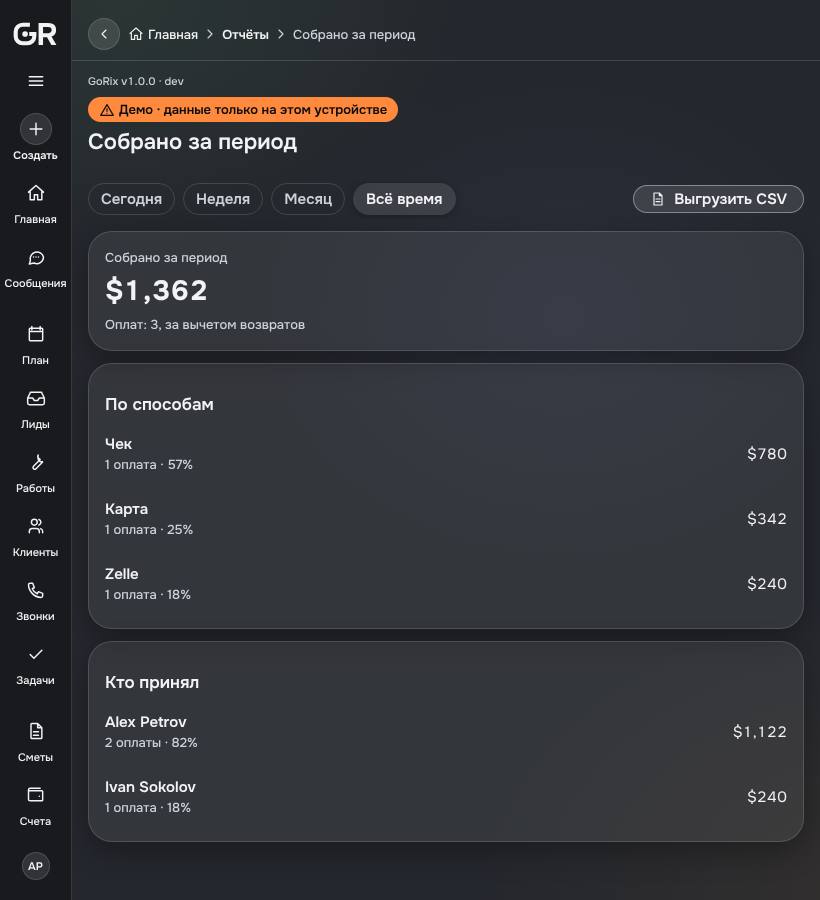 GR
Создать
Главная
Сообщения
План
Лиды
Работы
Клиенты
Звонки
Задачи
Сметы
Счета
AP
Главная > Отчёты > Собрано за период
GoRix v1.0.0 · dev
Демо · данные только на этом устройстве
Собрано за период
Сегодня Неделя Месяц Всё время Выгрузить CSV
Собрано за период
$1,362
Оплат: 3, за вычетом возвратов
По способам
Чек
1 оплата · 57%
$780
Карта
1 оплата · 25%
$342
Zelle
1 оплата · 18%
$240
Кто принял
Alex Petrov
2 оплаты · 82%
$1,122
Ivan Sokolov
1 оплата · 18%
$240